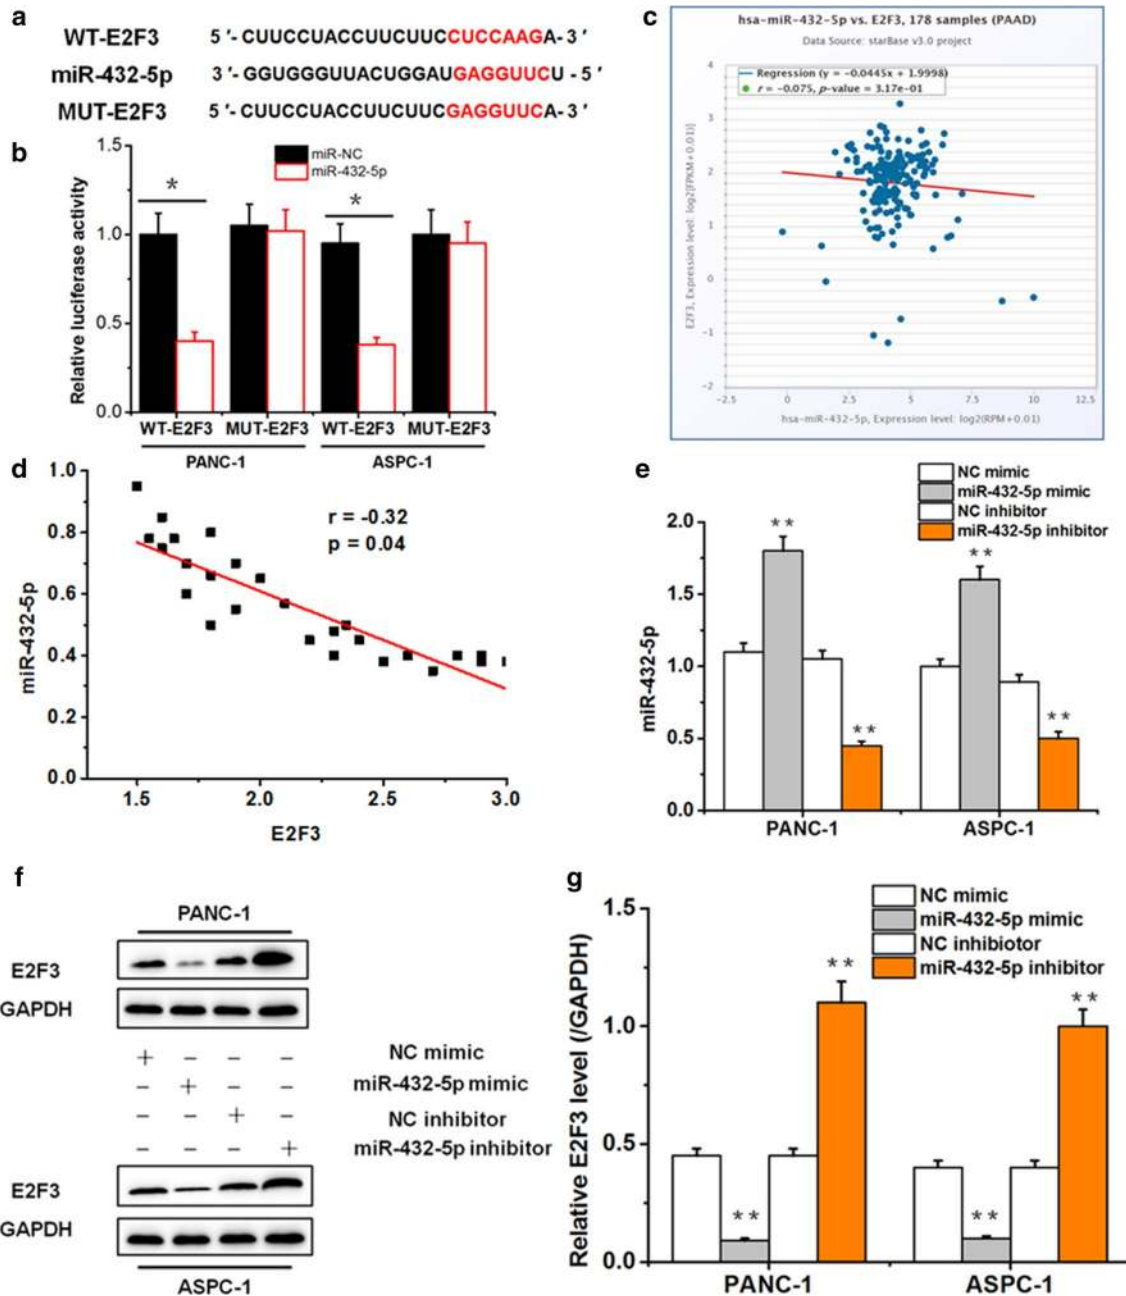 a
WT-E2F3 5 '- CUUCCUACCUUCUUCCUCCAAGA- 3 '
miR-432-5p 3 '- GGUGGGUUACUGGAUGAGGUUCU - 5 '
MUT-E2F3 5 '- CUUCCUACCUUCUUCGAGGUUCA- 3 '
b
miR-NC
miR-432-5p
Relative luciferase activity
1.5
1.0
0.5
0.0
*
*
WT-E2F3 MUT-E2F3 WT-E2F3 MUT-E2F3
PANC-1 ASPC-1
c
hsa-miR-432-5p vs. E2F3, 178 samples (PAAD)
Data Source: starBase v3.0 project
Regression (y = −0.0445x + 1.9998)
r = −0.075, p-value = 3.17e−01
E2F3, Expression level: log2[FPKM+0.01)]
4
3
2
1
0
−1
−2
−2.5 0 2.5 5 7.5 10 12.5
hsa-miR-432-5p, Expression level: log2(RPM+0.01)
d
r = -0.32
p = 0.04
miR-432-5p
1.0
0.8
0.6
0.4
0.2
0.0
1.5 2.0 2.5 3.0
E2F3
e
NC mimic
miR-432-5p mimic
NC inhibitor
miR-432-5p inhibitor
miR-432-5p
2.0
1.5
1.0
0.5
0.0
**
**
**
**
PANC-1 ASPC-1
f
PANC-1
E2F3
GAPDH
+ − − − NC mimic
− + − − miR-432-5p mimic
− − + − NC inhibitor
− − − + miR-432-5p inhibitor
E2F3
GAPDH
ASPC-1
g
NC mimic
miR-432-5p mimic
NC inhibiotor
miR-432-5p inhibitor
Relative E2F3 level (/GAPDH)
1.5
1.0
0.5
0.0
**
**
**
**
PANC-1 ASPC-1